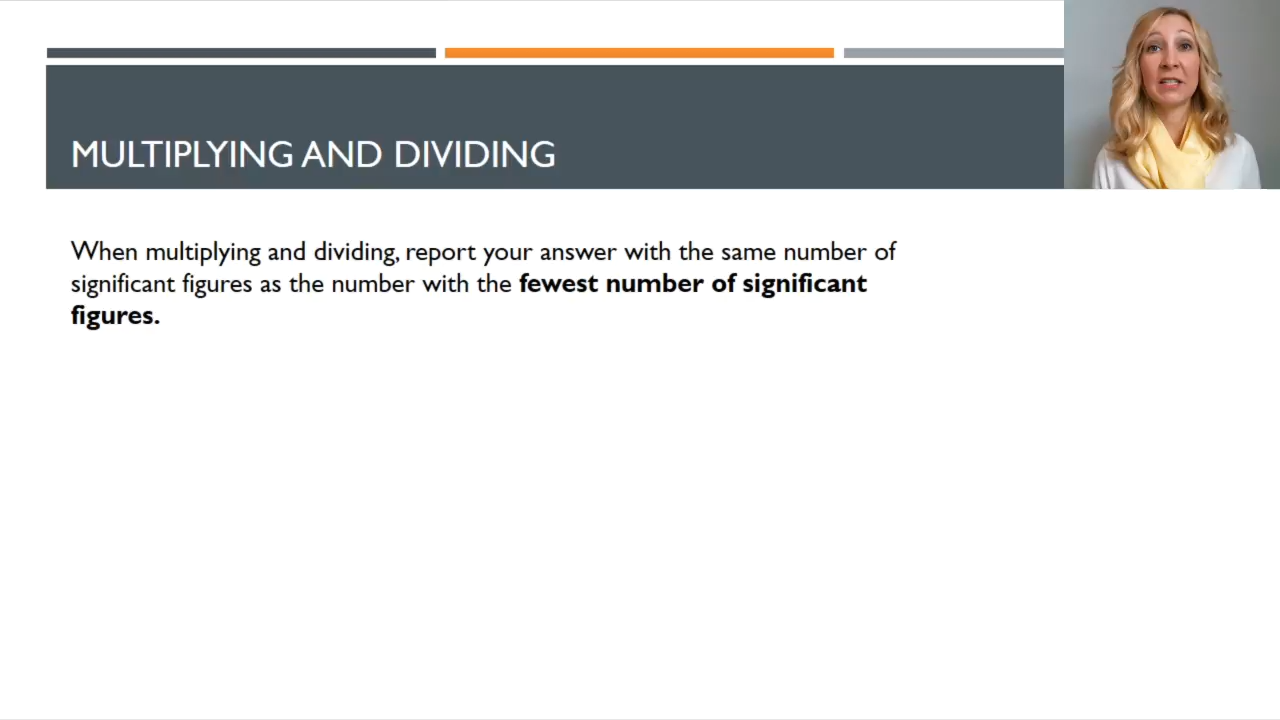 MULTIPLYING AND DIVIDING
When multiplying and dividing, report your answer with the same number of
significant figures as the number with the fewest number of significant
figures.